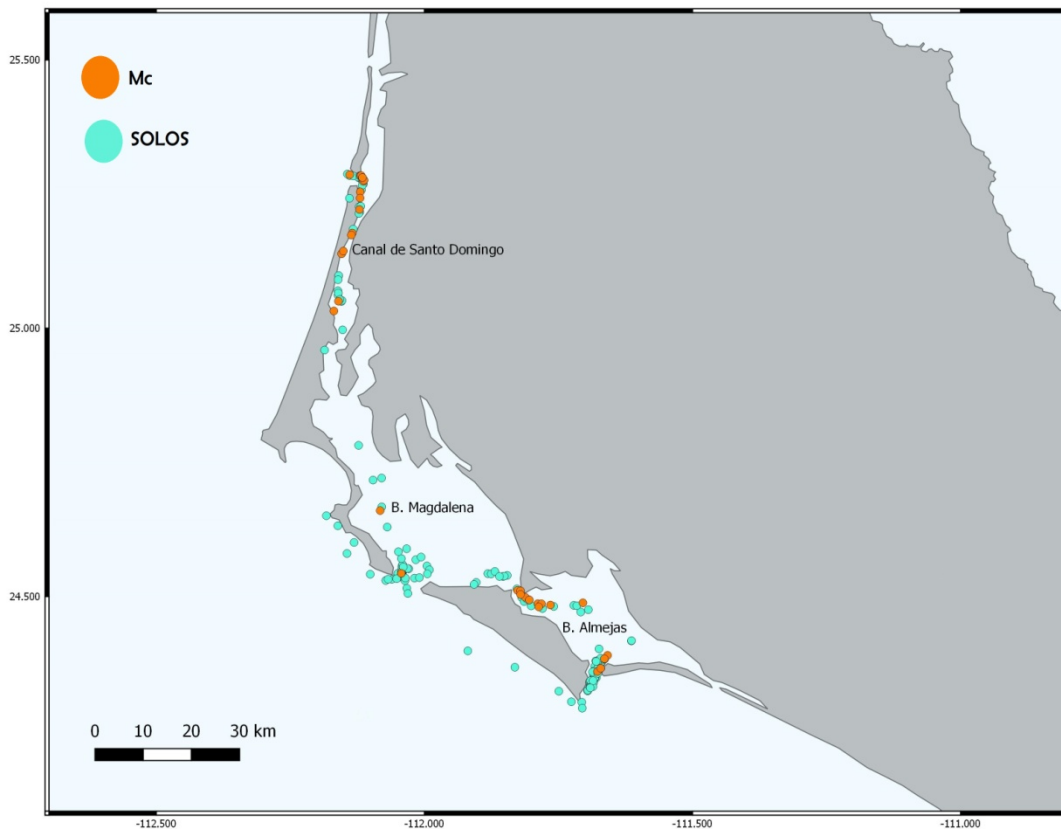 25.500
Mc
SOLOS
Canal de Santo Domingo
25.000
B. Magdalena
24.500
B. Almejas
0 10 20 30 km
-112.500 -112.000 -111.500 -111.000